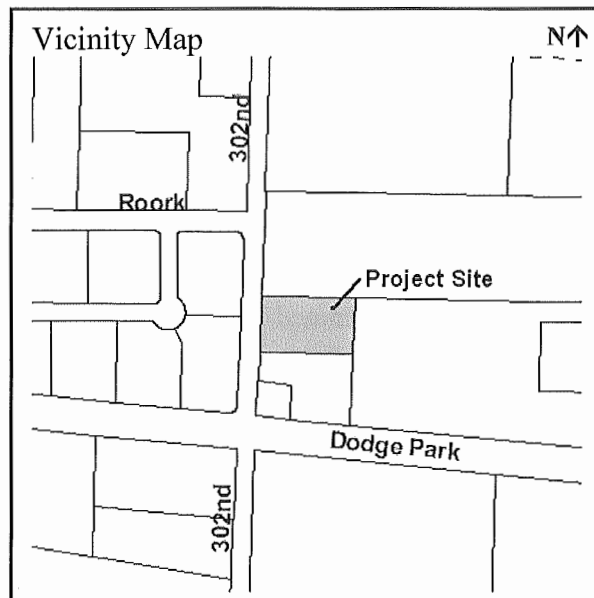 Vicinity Map
N↑
302nd
Roork
Project Site
Dodge Park
302nd